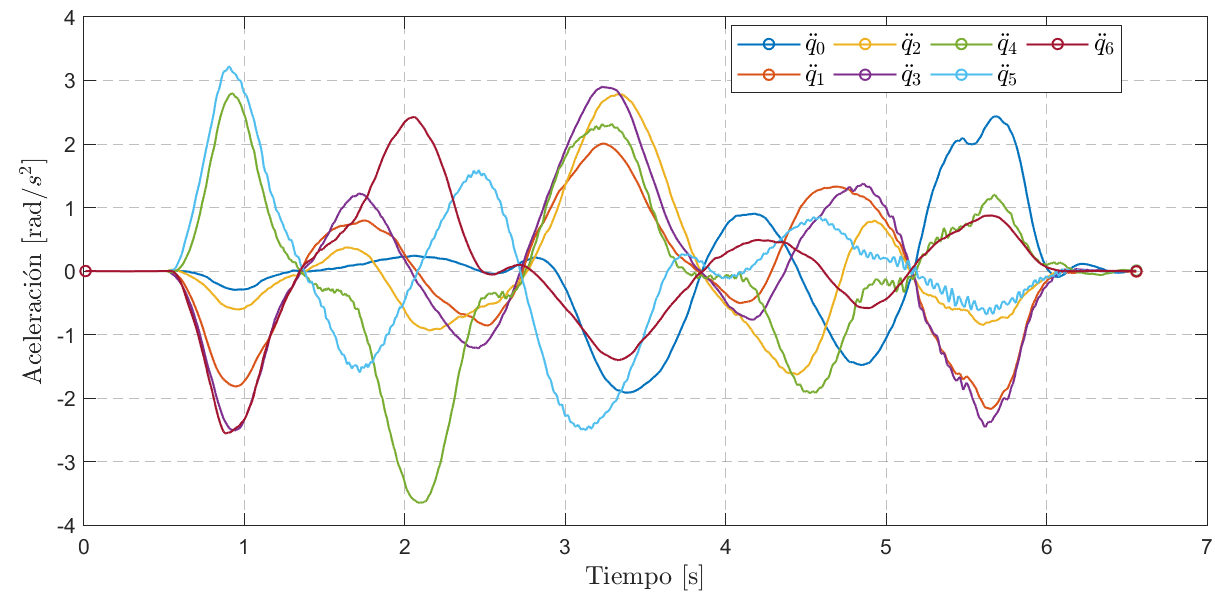 4
3
2
1
0
-1
-2
-3
-4
Aceleración [rad/s²]
q̈₀ q̈₂ q̈₄ q̈₆
q̈₁ q̈₃ q̈₅
0 1 2 3 4 5 6 7
Tiempo [s]